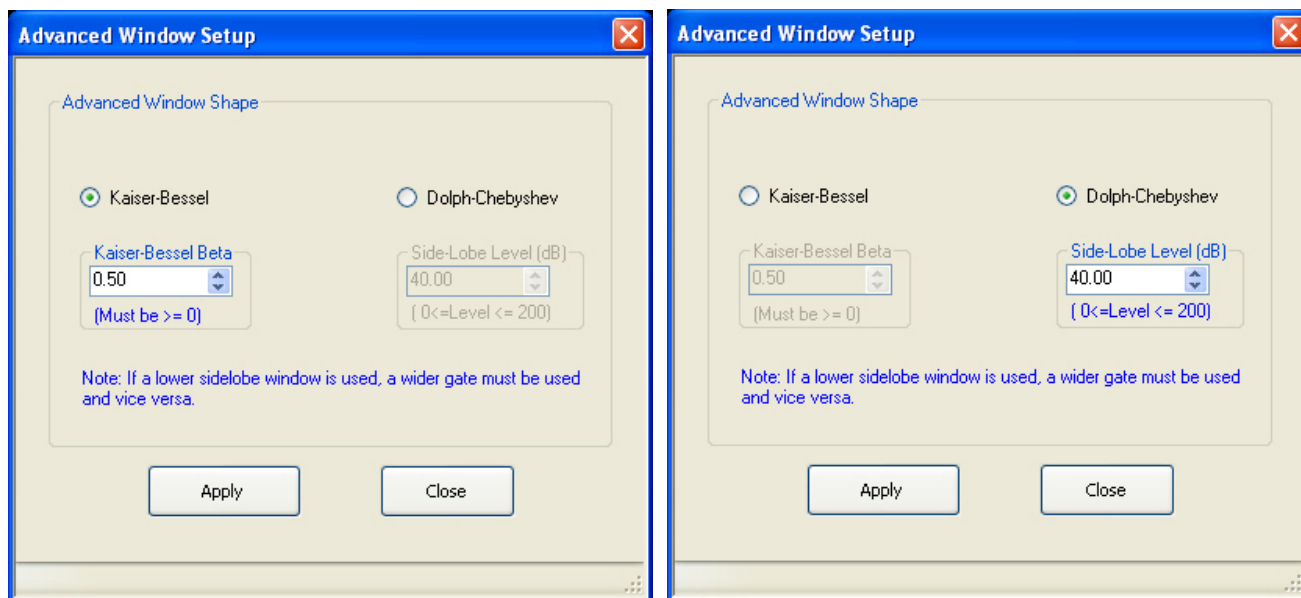 Advanced Window Setup
Advanced Window Shape
Kaiser-Bessel
Dolph-Chebyshev
Kaiser-Bessel Beta
0.50
(Must be >= 0)
Side-Lobe Level (dB)
40.00
( 0<=Level <= 200)
Note: If a lower sidelobe window is used, a wider gate must be used
and vice versa.
Apply
Close
Advanced Window Setup
Advanced Window Shape
Kaiser-Bessel
Dolph-Chebyshev
Kaiser-Bessel Beta
0.50
(Must be >= 0)
Side-Lobe Level (dB)
40.00
( 0<=Level <= 200)
Note: If a lower sidelobe window is used, a wider gate must be used
and vice versa.
Apply
Close